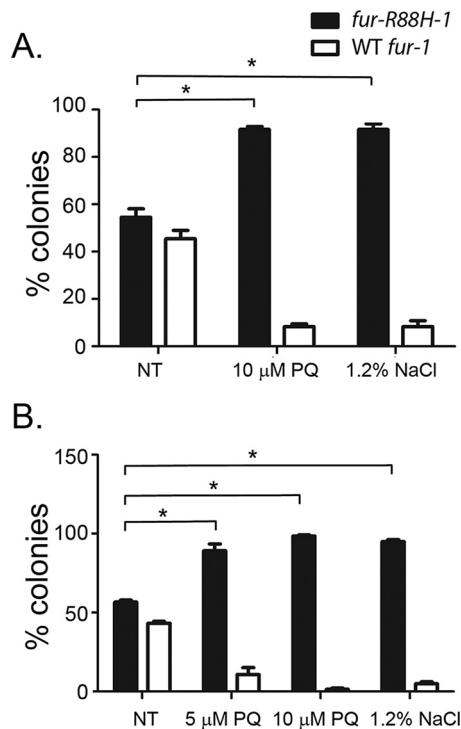 fur-R88H-1
WT fur-1
A.
*
*
100
80
60
40
20
0
% colonies
NT 10 µM PQ 1.2% NaCl
B.
*
*
*
150
100
50
0
% colonies
NT 5 µM PQ 10 µM PQ 1.2% NaCl